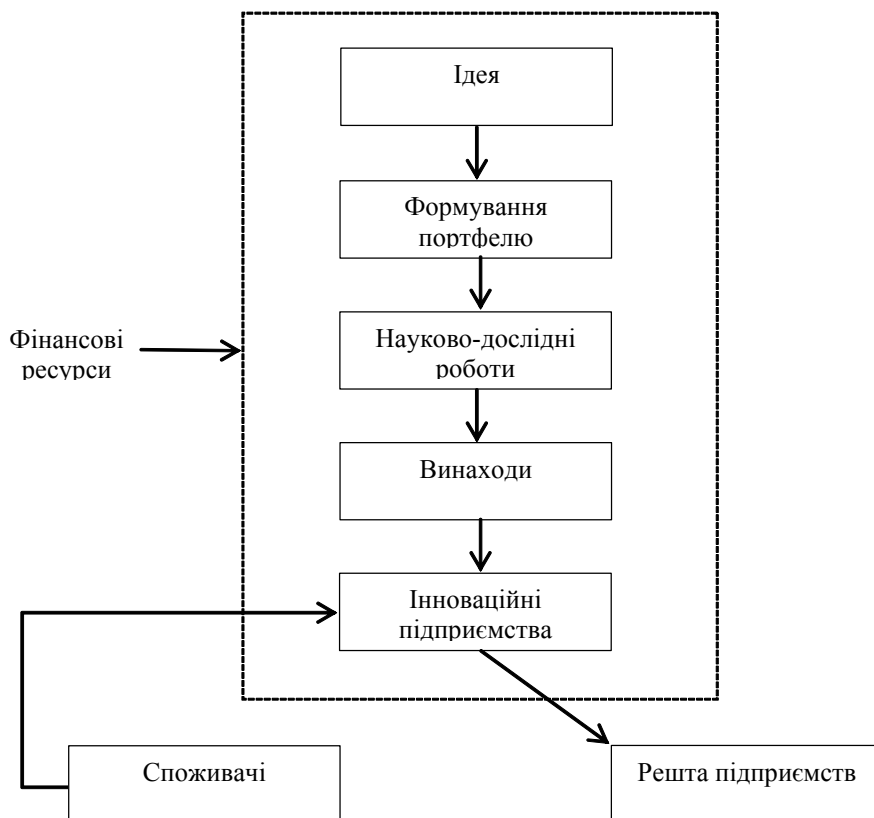 Ідея
Формування
портфелю
Фінансові
ресурси
Науково-дослідні
роботи
Винаходи
Інноваційні
підприємства
Споживачі
Решта підприємств